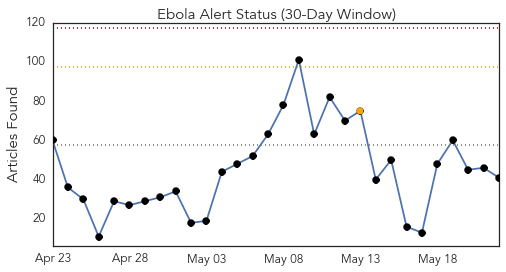 Ebola Alert Status (30-Day Window)
Articles Found
120
100
80
60
40
20
Apr 23
Apr 28
May 03
May 08
May 13
May 18